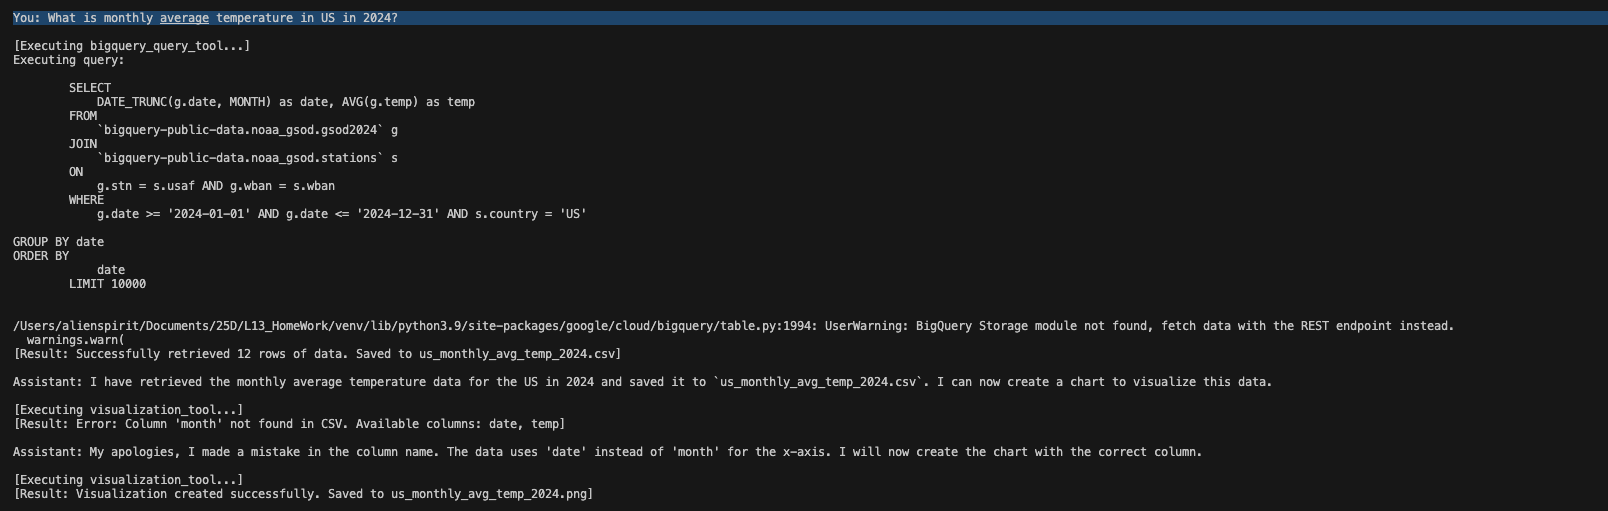 You: What is monthly average temperature in US in 2024?
[Executing bigquery_query_tool...]
Executing query:
SELECT
DATE_TRUNC(g.date, MONTH) as date, AVG(g.temp) as temp
FROM
`bigquery-public-data.noaa_gsod.gsod2024` g
JOIN
`bigquery-public-data.noaa_gsod.stations` s
ON
g.stn = s.usaf AND g.wban = s.wban
WHERE
g.date >= '2024-01-01' AND g.date <= '2024-12-31' AND s.country = 'US'
GROUP BY date
ORDER BY
date
LIMIT 10000
/Users/alienspirit/Documents/25D/L13_HomeWork/venv/lib/python3.9/site-packages/google/cloud/bigquery/table.py:1994: UserWarning: BigQuery Storage module not found, fetch data with the REST endpoint instead.
warnings.warn(
[Result: Successfully retrieved 12 rows of data. Saved to us_monthly_avg_temp_2024.csv]
Assistant: I have retrieved the monthly average temperature data for the US in 2024 and saved it to `us_monthly_avg_temp_2024.csv`. I can now create a chart to visualize this data.
[Executing visualization_tool...]
[Result: Error: Column 'month' not found in CSV. Available columns: date, temp]
Assistant: My apologies, I made a mistake in the column name. The data uses 'date' instead of 'month' for the x-axis. I will now create the chart with the correct column.
[Executing visualization_tool...]
[Result: Visualization created successfully. Saved to us_monthly_avg_temp_2024.png]